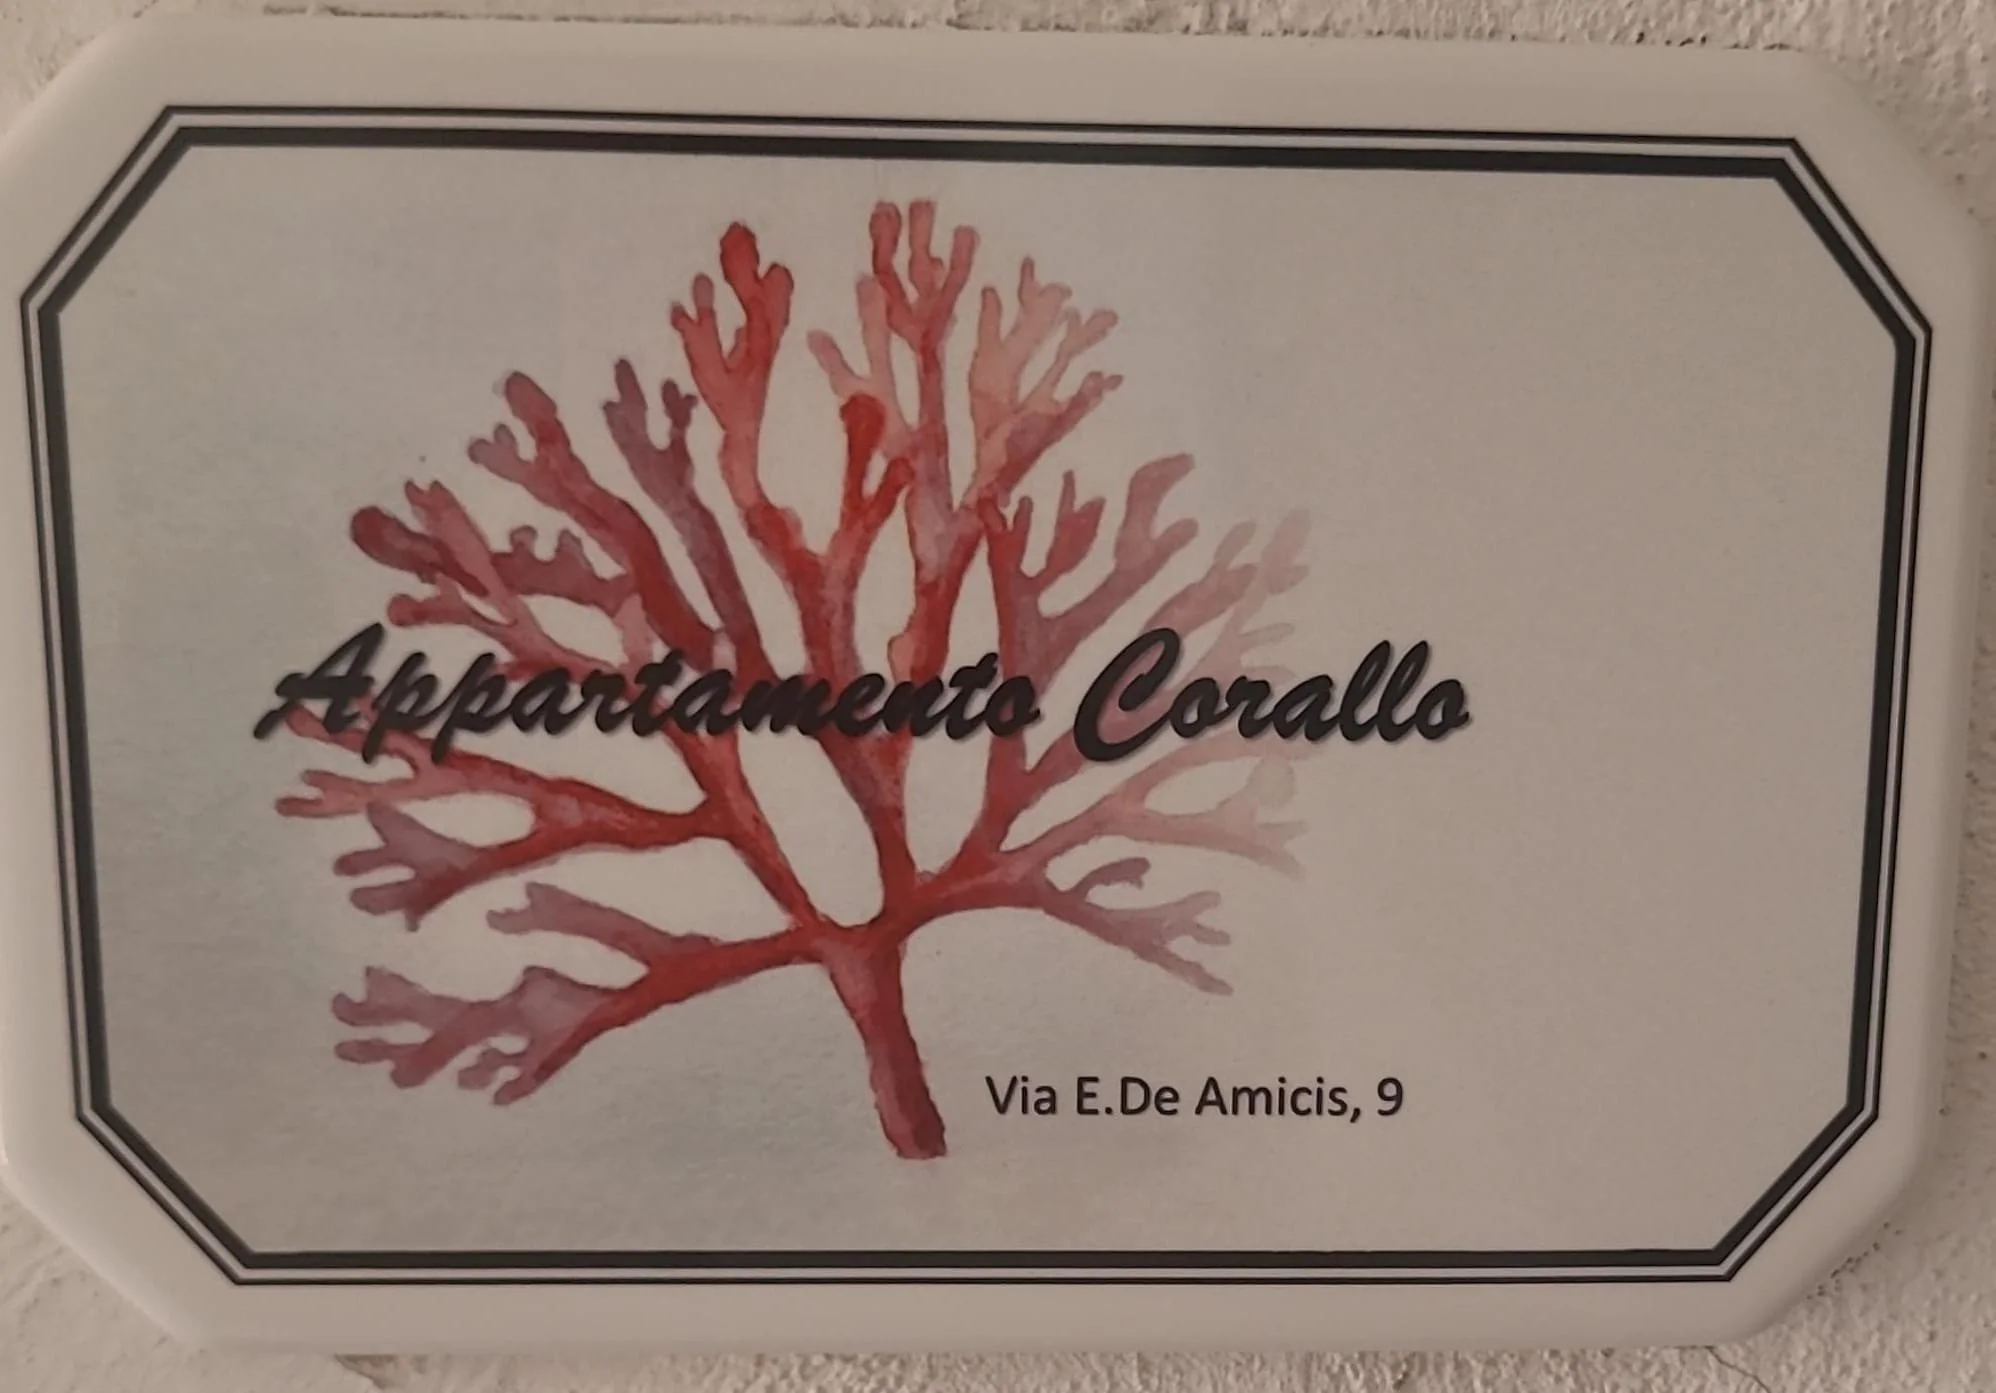 Appartamento Corallo
Via E.De Amicis, 9